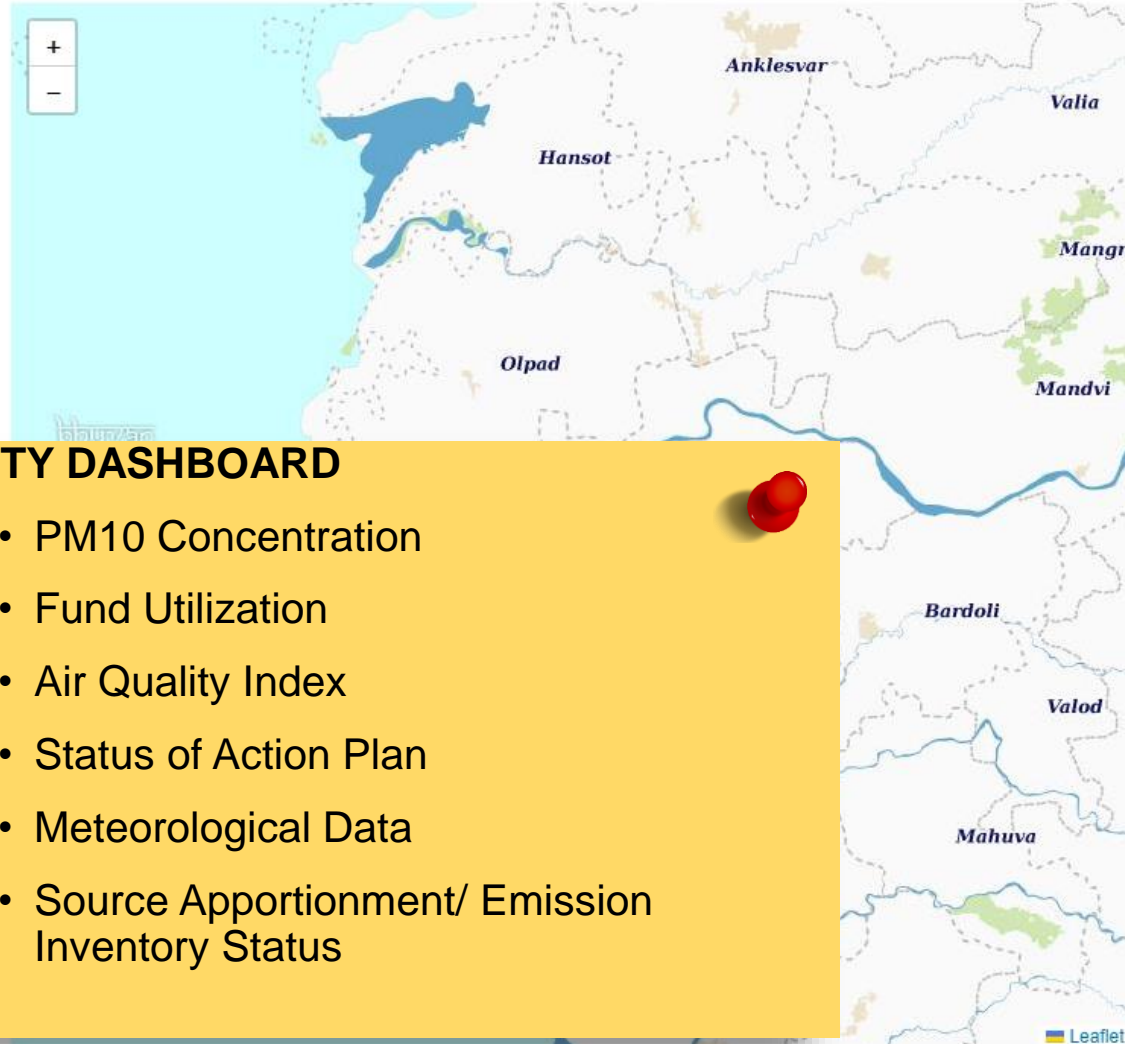 +
Anklesvar
−
Valia
Hansot
Mangr
Olpad
Mandvi
TY DASHBOARD
• PM10 Concentration
• Fund Utilization
• Air Quality Index
• Status of Action Plan
• Meteorological Data
• Source Apportionment/ Emission
Inventory Status
Bardoli
Valod
Mahuva
Leaflet